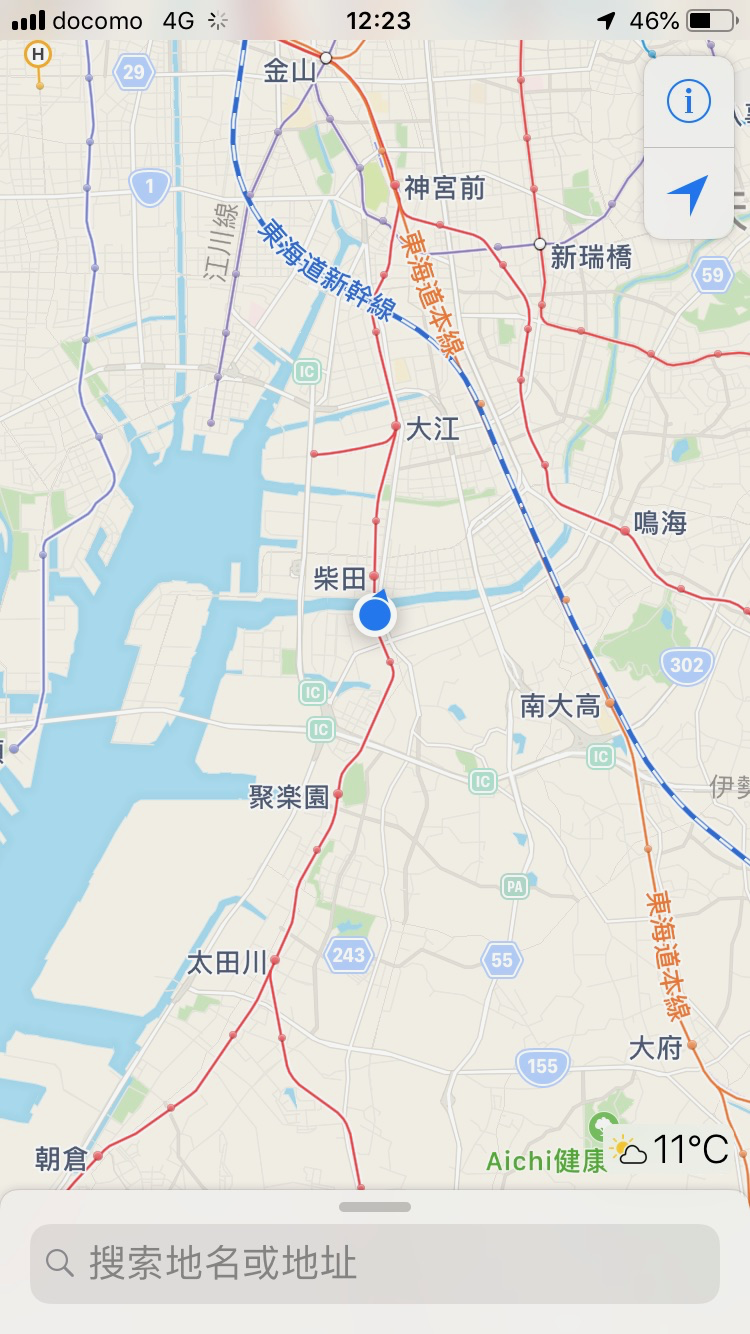 docomo 4G 12:23 46%
H
29
金山
i
1
神宮前
江川線
東海道新幹線
東海道本線
新瑞橋
59
IC
大江
鳴海
柴田
302
IC
南大高
IC
IC
IC
伊勢
聚楽園
PA
東海道本線
太田川
243
55
大府
155
朝倉
Aichi健康
11°C
搜索地名或地址